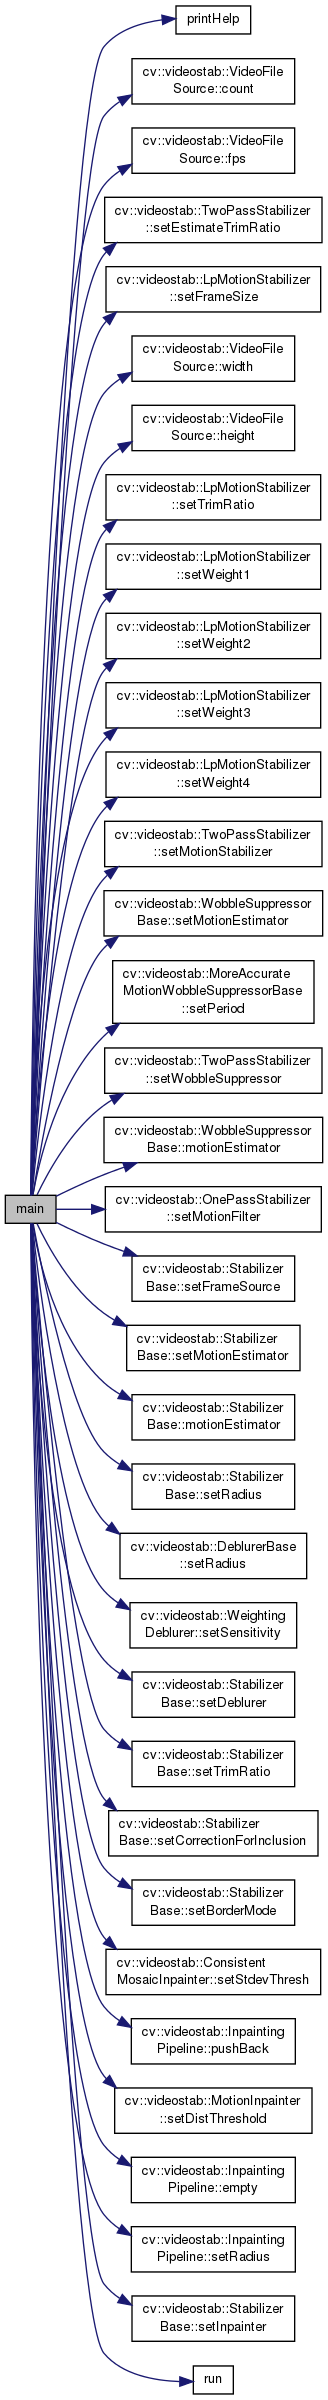 printHelp
cv::videostab::VideoFile
Source::count
cv::videostab::VideoFile
Source::fps
cv::videostab::TwoPassStabilizer
::setEstimateTrimRatio
cv::videostab::LpMotionStabilizer
::setFrameSize
cv::videostab::VideoFile
Source::width
cv::videostab::VideoFile
Source::height
cv::videostab::LpMotionStabilizer
::setTrimRatio
cv::videostab::LpMotionStabilizer
::setWeight1
cv::videostab::LpMotionStabilizer
::setWeight2
cv::videostab::LpMotionStabilizer
::setWeight3
cv::videostab::LpMotionStabilizer
::setWeight4
cv::videostab::TwoPassStabilizer
::setMotionStabilizer
cv::videostab::WobbleSuppressor
Base::setMotionEstimator
cv::videostab::MoreAccurate
MotionWobbleSuppressorBase
::setPeriod
cv::videostab::TwoPassStabilizer
::setWobbleSuppressor
cv::videostab::WobbleSuppressor
Base::motionEstimator
main
cv::videostab::OnePassStabilizer
::setMotionFilter
cv::videostab::Stabilizer
Base::setFrameSource
cv::videostab::Stabilizer
Base::setMotionEstimator
cv::videostab::Stabilizer
Base::motionEstimator
cv::videostab::Stabilizer
Base::setRadius
cv::videostab::DeblurerBase
::setRadius
cv::videostab::Weighting
Deblurer::setSensitivity
cv::videostab::Stabilizer
Base::setDeblurer
cv::videostab::Stabilizer
Base::setTrimRatio
cv::videostab::Stabilizer
Base::setCorrectionForInclusion
cv::videostab::Stabilizer
Base::setBorderMode
cv::videostab::Consistent
MosaicInpainter::setStdevThresh
cv::videostab::Inpainting
Pipeline::pushBack
cv::videostab::MotionInpainter
::setDistThreshold
cv::videostab::Inpainting
Pipeline::empty
cv::videostab::Inpainting
Pipeline::setRadius
cv::videostab::Stabilizer
Base::setInpainter
run